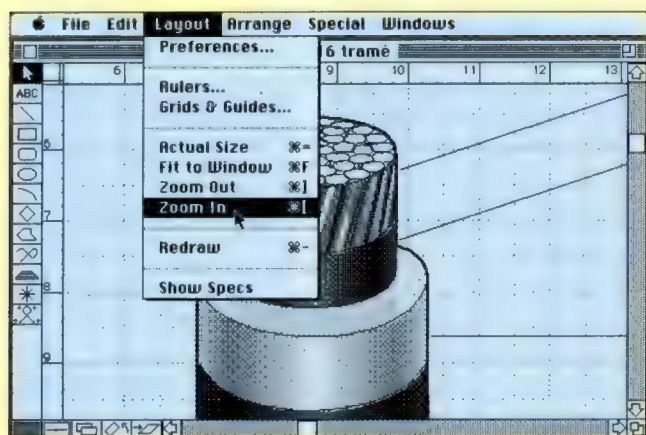 File Edit Layout Arrange Special Windows
6 tramé
Preferences...
Rulers...
Grids & Guides...
Actual Size ⌘=
Fit to Window ⌘F
Zoom Out ⌘]
Zoom In ⌘[
Redraw ⌘-
Show Specs
6 9 10 11 12 13
ABC
6
7
8
9